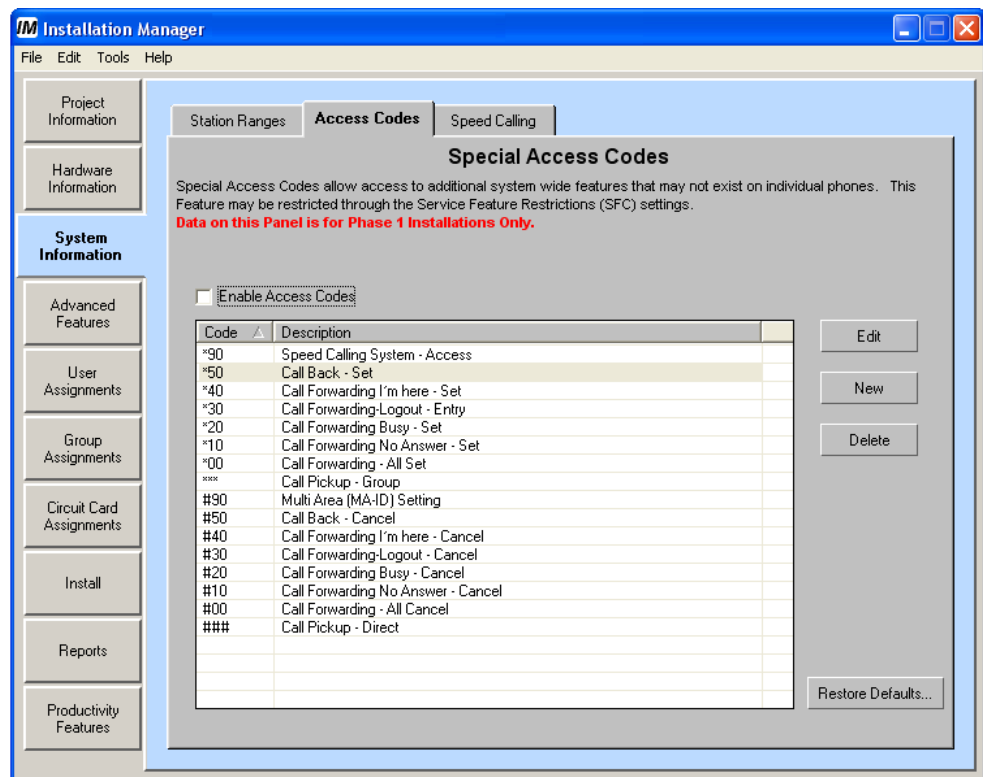 IM Installation Manager
File Edit Tools Help
Project
Information
Hardware
Information
System
Information
Advanced
Features
User
Assignments
Group
Assignments
Circuit Card
Assignments
Install
Reports
Productivity
Features
Station Ranges Access Codes Speed Calling
Special Access Codes
Special Access Codes allow access to additional system wide features that may not exist on individual phones. This
Feature may be restricted through the Service Feature Restrictions (SFC) settings.
Data on this Panel is for Phase 1 Installations Only.
Enable Access Codes
Code Description
*90 Speed Calling System - Access
*50 Call Back - Set
*40 Call Forwarding I'm here - Set
*30 Call Forwarding-Logout - Entry
*20 Call Forwarding Busy - Set
*10 Call Forwarding No Answer - Set
*00 Call Forwarding - All Set
*** Call Pickup - Group
#90 Multi Area (MA-ID) Setting
#50 Call Back - Cancel
#40 Call Forwarding I'm here - Cancel
#30 Call Forwarding-Logout - Cancel
#20 Call Forwarding Busy - Cancel
#10 Call Forwarding No Answer - Cancel
#00 Call Forwarding - All Cancel
### Call Pickup - Direct
Edit
New
Delete
Restore Defaults...